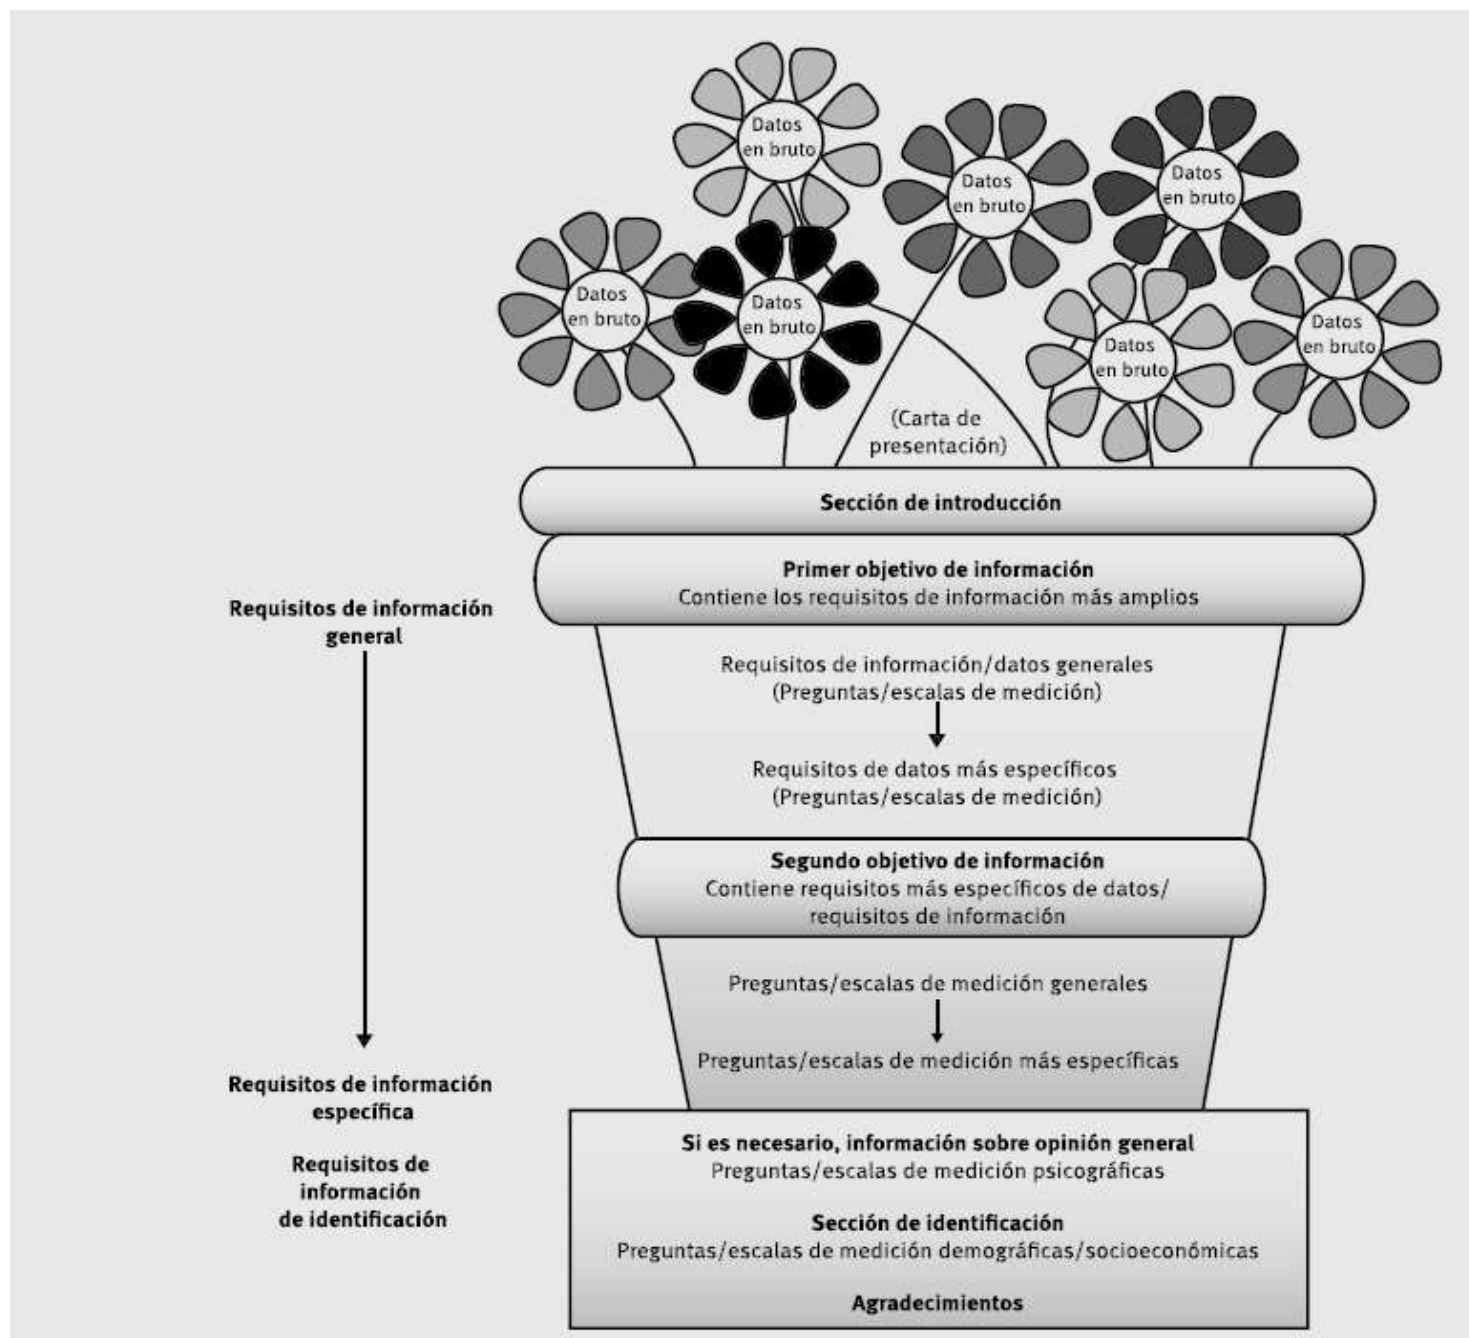 Datos
en bruto
Datos
en bruto
Datos
en bruto
Datos
en bruto
Datos
en bruto
Datos
en bruto
Datos
en bruto
(Carta de
presentación)
Sección de introducción
Primer objetivo de información
Contiene los requisitos de información más amplios
Requisitos de información
general
Requisitos de información/datos generales
(Preguntas/escalas de medición)
Requisitos de datos más específicos
(Preguntas/escalas de medición)
Segundo objetivo de información
Contiene requisitos más específicos de datos/
requisitos de información
Preguntas/escalas de medición generales
Preguntas/escalas de medición más específicas
Requisitos de información
específica
Requisitos de
información
de identificación
Si es necesario, información sobre opinión general
Preguntas/escalas de medición psicográficas
Sección de identificación
Preguntas/escalas de medición demográficas/socioeconómicas
Agradecimientos